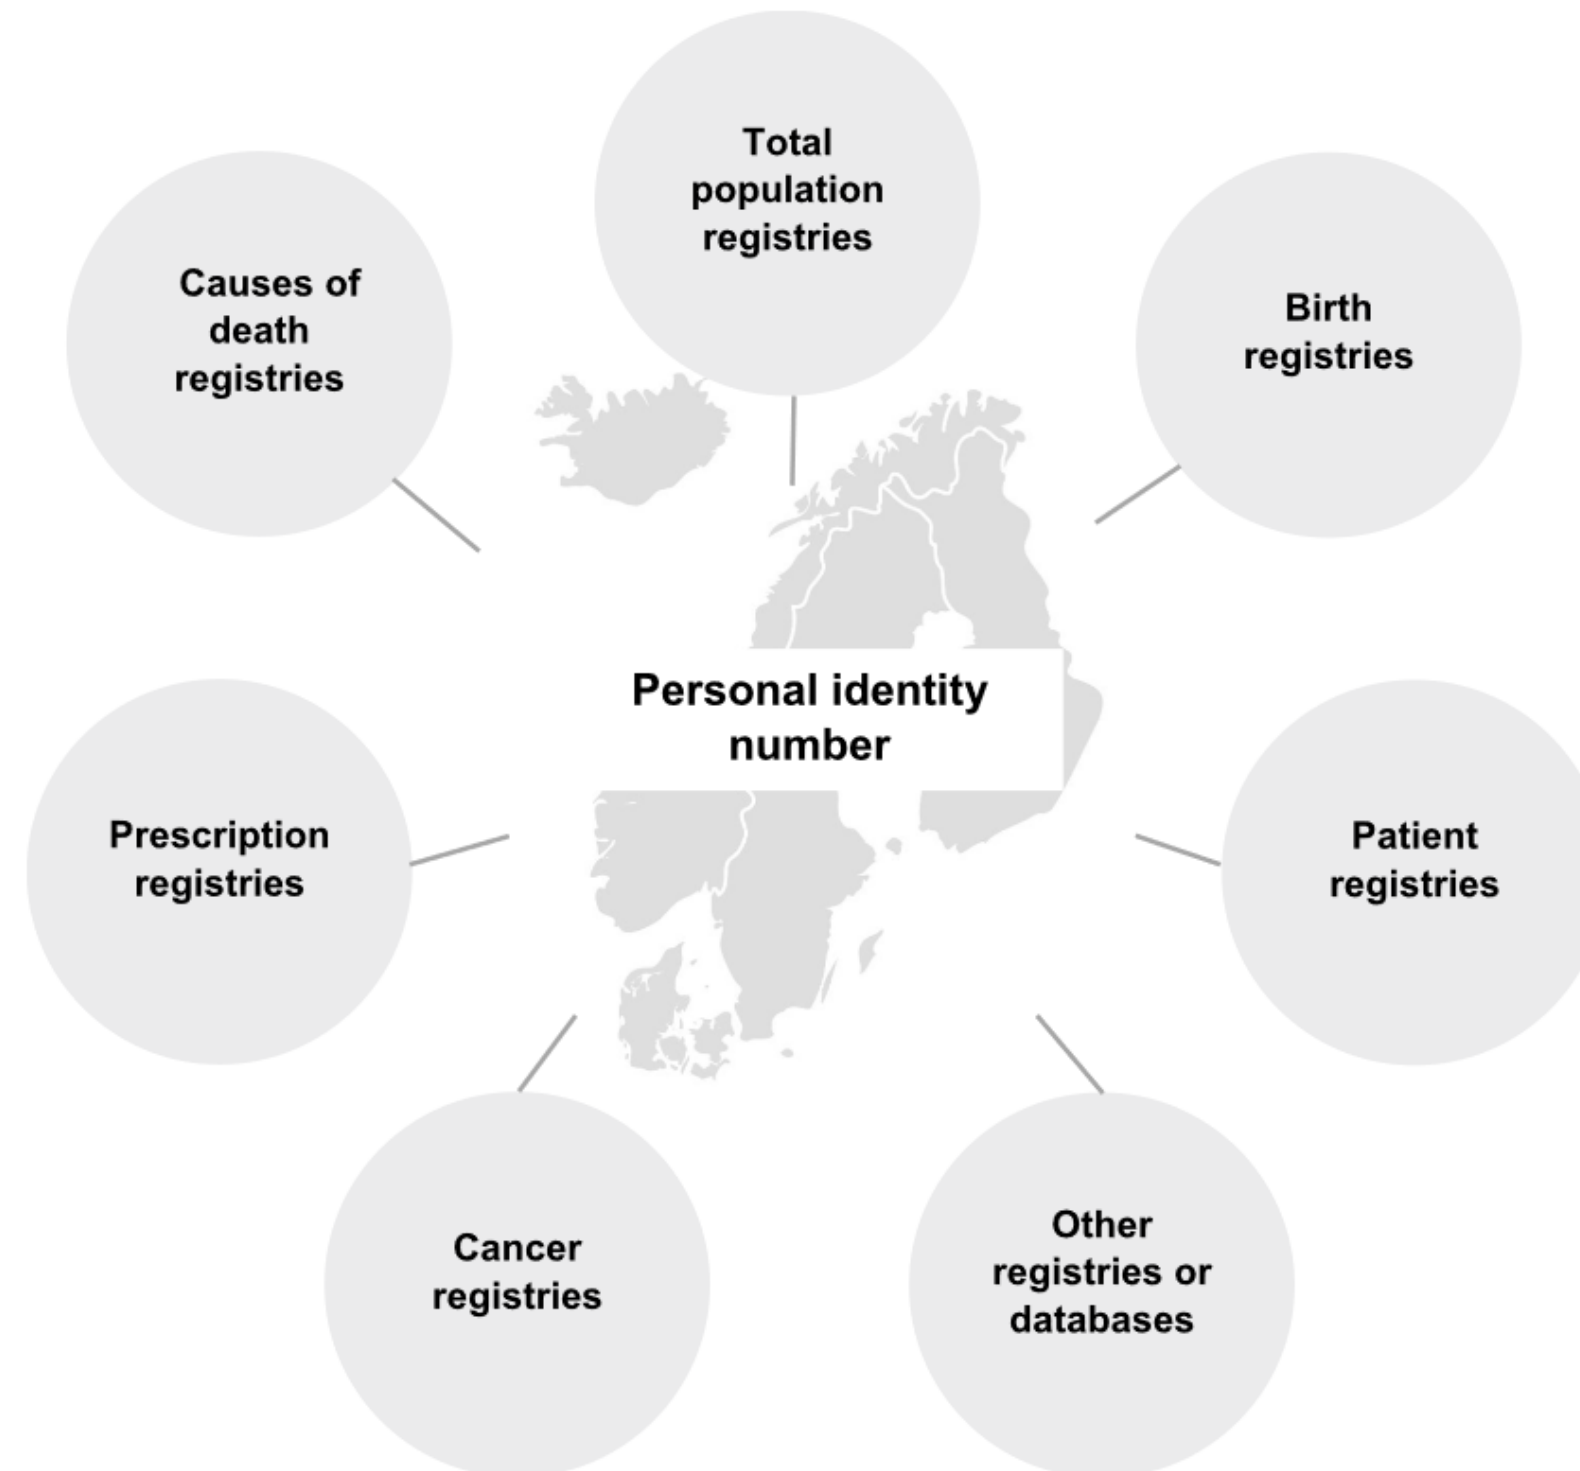 Total
population
registries
Causes of
death
registries
Birth
registries
Personal identity
number
Prescription
registries
Patient
registries
Cancer
registries
Other
registries or
databases